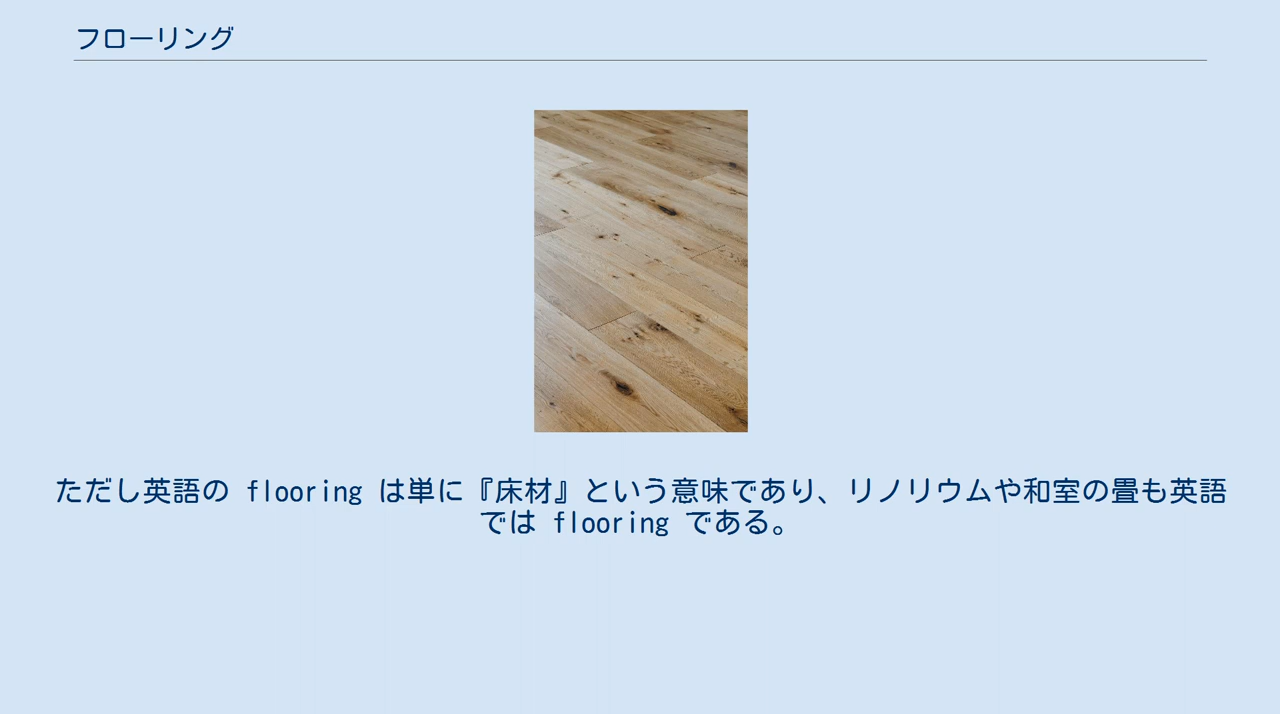 フローリング
ただし英語の flooring は単に『床材』という意味であり、リノリウムや和室の畳も英語
では flooring である。